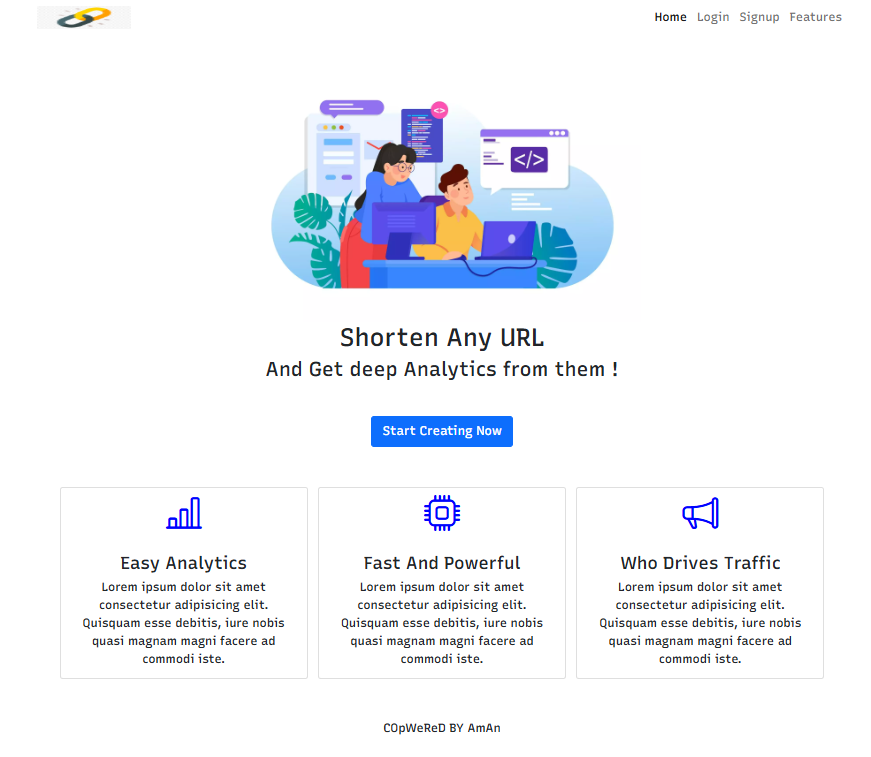 Home Login Signup Features
</>
<>
Shorten Any URL
And Get deep Analytics from them !
Start Creating Now
Easy Analytics
Lorem ipsum dolor sit amet
consectetur adipisicing elit.
Quisquam esse debitis, iure nobis
quasi magnam magni facere ad
commodi iste.
Fast And Powerful
Lorem ipsum dolor sit amet
consectetur adipisicing elit.
Quisquam esse debitis, iure nobis
quasi magnam magni facere ad
commodi iste.
Who Drives Traffic
Lorem ipsum dolor sit amet
consectetur adipisicing elit.
Quisquam esse debitis, iure nobis
quasi magnam magni facere ad
commodi iste.
COpWeReD BY AmAn